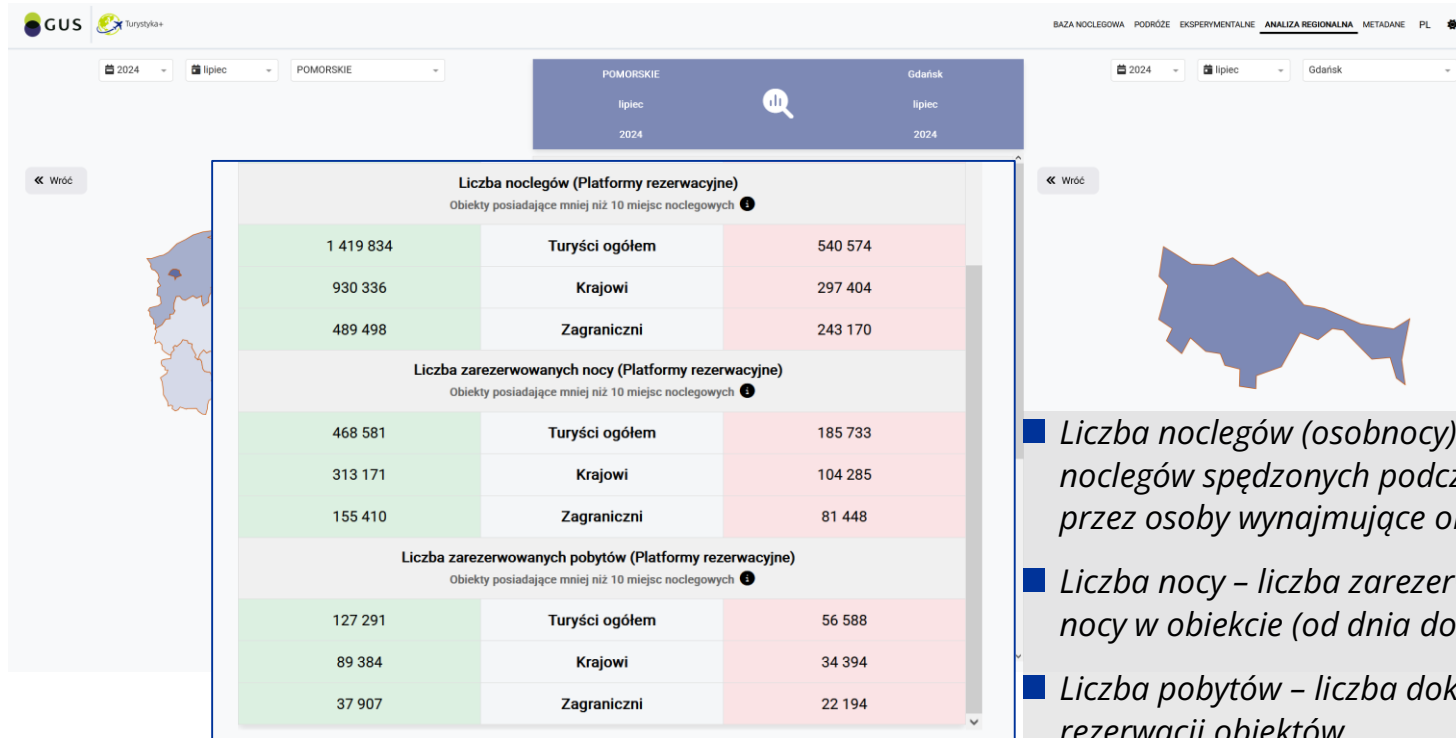 GUS Turystyka+
BAZA NOCLEGOWA PODRÓŻE EKSPERYMENTALNE ANALIZA REGIONALNA METADANE PL
2024 lipiec POMORSKIE
POMORSKIE Gdańsk
lipiec lipiec
2024 2024
2024 lipiec Gdańsk
Wróć
Wróć
Liczba noclegów (Platformy rezerwacyjne)
Obiekty posiadające mniej niż 10 miejsc noclegowych
1 419 834 Turyści ogółem 540 574
930 336 Krajowi 297 404
489 498 Zagraniczni 243 170
Liczba zarezerwowanych nocy (Platformy rezerwacyjne)
Obiekty posiadające mniej niż 10 miejsc noclegowych
468 581 Turyści ogółem 185 733
313 171 Krajowi 104 285
155 410 Zagraniczni 81 448
Liczba zarezerwowanych pobytów (Platformy rezerwacyjne)
Obiekty posiadające mniej niż 10 miejsc noclegowych
127 291 Turyści ogółem 56 588
89 384 Krajowi 34 394
37 907 Zagraniczni 22 194
Liczba noclegów (osobnocy)
noclegów spędzonych
przez osoby wynajmujące
Liczba nocy – liczba
nocy w obiekcie (od dnia do
Liczba pobytów – liczba
rezerwacji obiektów